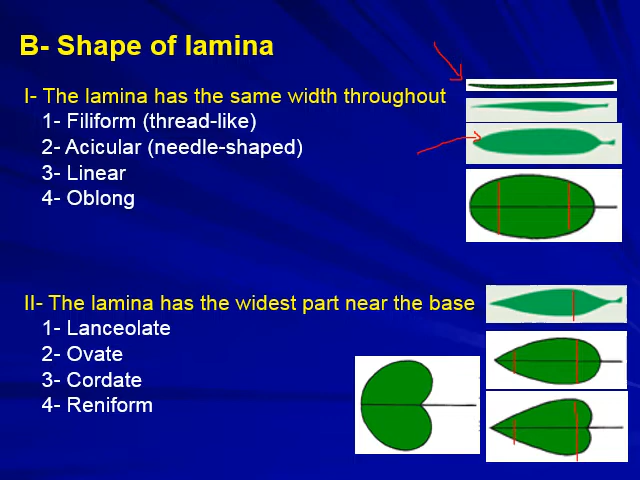 B- Shape of lamina
I- The lamina has the same width throughout
1- Filiform (thread-like)
2- Acicular (needle-shaped)
3- Linear
4- Oblong
II- The lamina has the widest part near the base
1- Lanceolate
2- Ovate
3- Cordate
4- Reniform